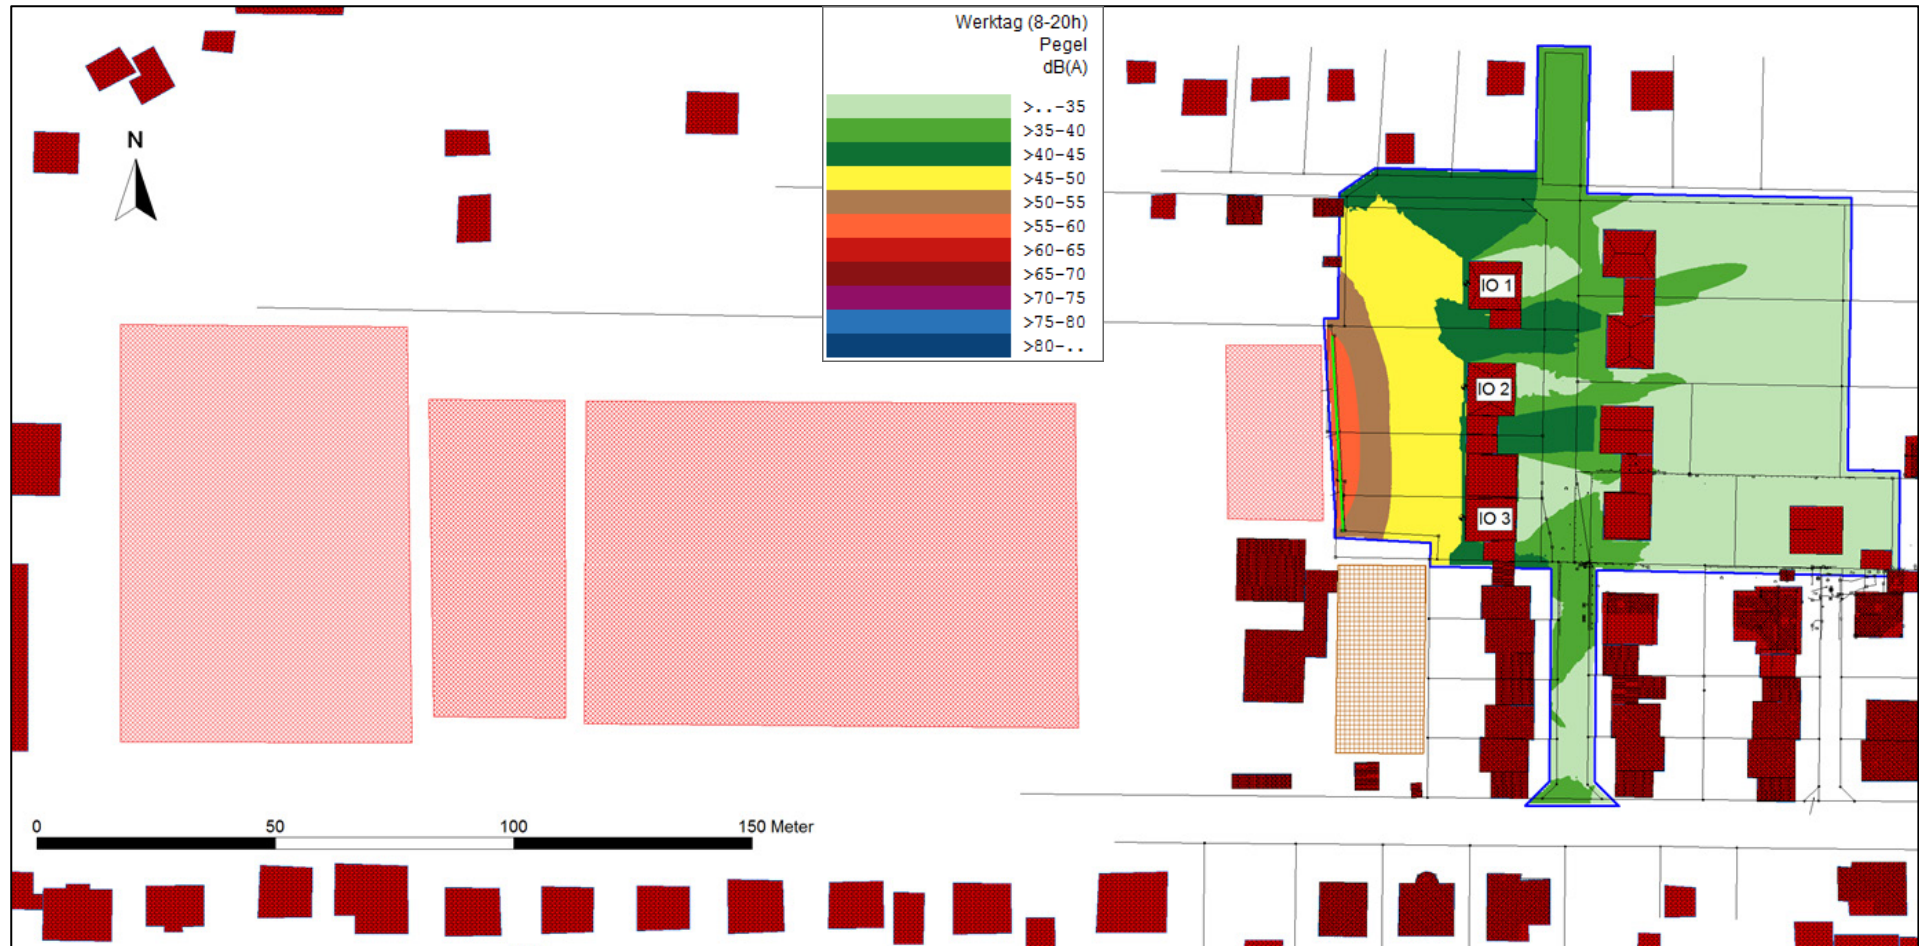 Werktag (8-20h)
Pegel
dB(A)
>..-35
>35-40
>40-45
>45-50
>50-55
>55-60
>60-65
>65-70
>70-75
>75-80
>80-..
N
IO 1
IO 2
IO 3
0 50 100 150 Meter